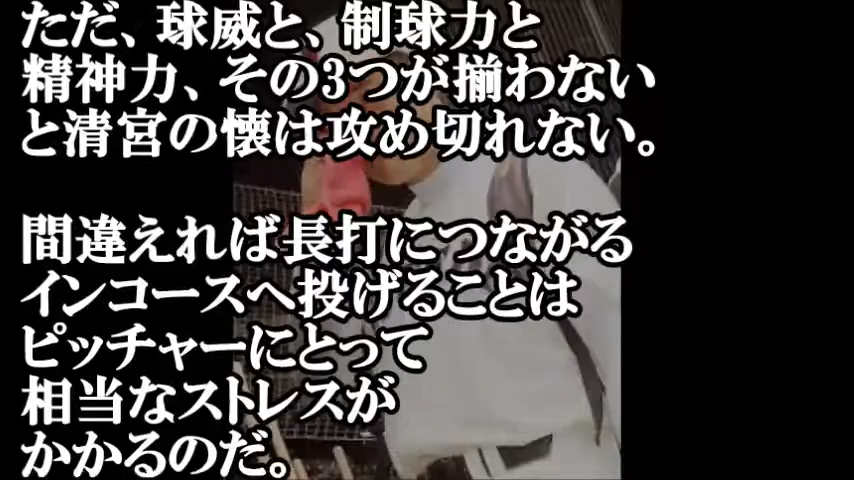 ただ、球威と、制球力と
精神力、その3つが揃わない
と清宮の懐は攻め切れない。
間違えれば長打につながる
インコースへ投げることは
ピッチャーにとって
相当なストレスが
かかるのだ。